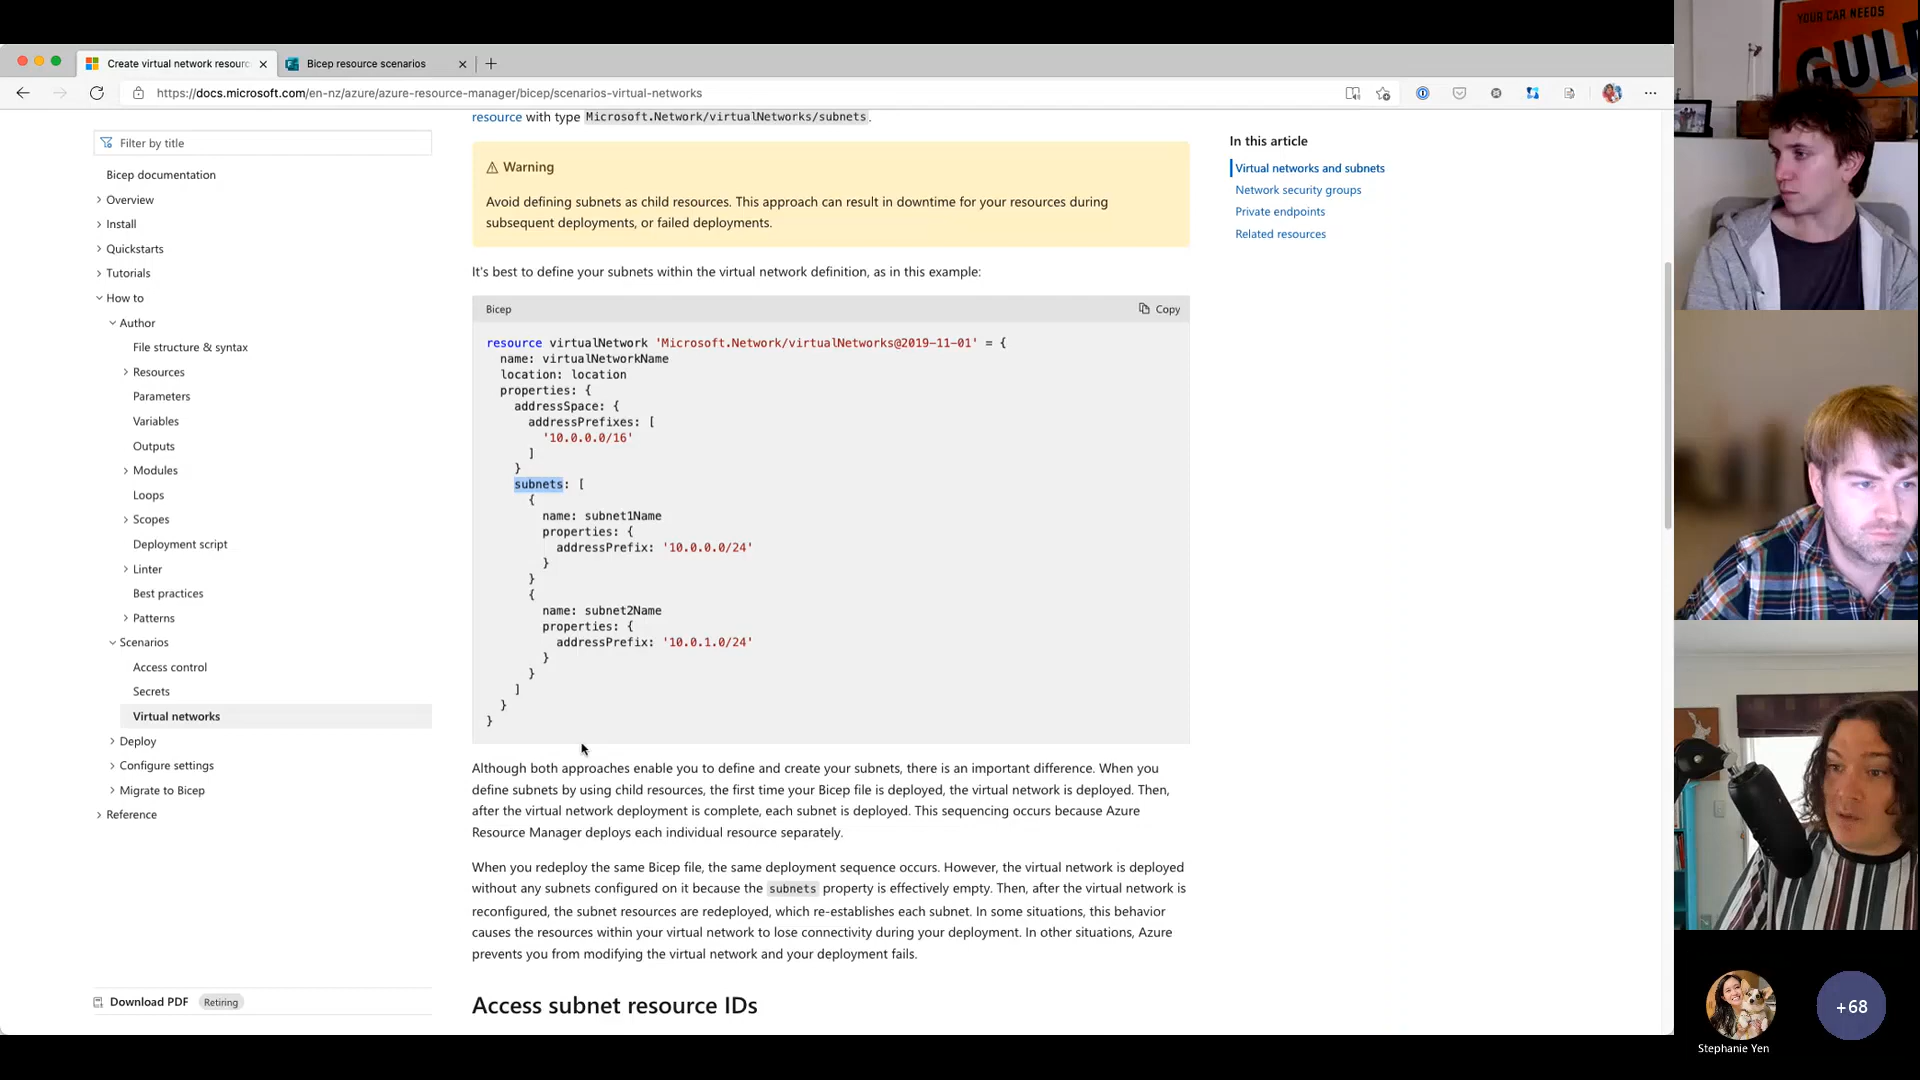 Create virtual network resourc
Bicep resource scenarios
https://docs.microsoft.com/en-nz/azure/azure-resource-manager/bicep/scenarios-virtual-networks
Filter by title
Bicep documentation
Overview
Install
Quickstarts
Tutorials
How to
Author
File structure & syntax
Resources
Parameters
Variables
Outputs
Modules
Loops
Scopes
Deployment script
Linter
Best practices
Patterns
Scenarios
Access control
Secrets
Virtual networks
Deploy
Configure settings
Migrate to Bicep
Reference
Download PDF Retiring
resource with type Microsoft.Network/virtualNetworks/subnets.
Warning
Avoid defining subnets as child resources. This approach can result in downtime for your resources during
subsequent deployments, or failed deployments.
It's best to define your subnets within the virtual network definition, as in this example:
Bicep
Copy
resource virtualNetwork 'Microsoft.Network/virtualNetworks@2019-11-01' = {
name: virtualNetworkName
location: location
properties: {
addressSpace: {
addressPrefixes: [
'10.0.0.0/16'
]
}
subnets: [
{
name: subnet1Name
properties: {
addressPrefix: '10.0.0.0/24'
}
}
{
name: subnet2Name
properties: {
addressPrefix: '10.0.1.0/24'
}
}
]
}
}
Although both approaches enable you to define and create your subnets, there is an important difference. When you
define subnets by using child resources, the first time your Bicep file is deployed, the virtual network is deployed. Then,
after the virtual network deployment is complete, each subnet is deployed. This sequencing occurs because Azure
Resource Manager deploys each individual resource separately.
When you redeploy the same Bicep file, the same deployment sequence occurs. However, the virtual network is deployed
without any subnets configured on it because the subnets property is effectively empty. Then, after the virtual network is
reconfigured, the subnet resources are redeployed, which re-establishes each subnet. In some situations, this behavior
causes the resources within your virtual network to lose connectivity during your deployment. In other situations, Azure
prevents you from modifying the virtual network and your deployment fails.
Access subnet resource IDs
In this article
Virtual networks and subnets
Network security groups
Private endpoints
Related resources
YOUR CAR NEEDS
GUL
+68
Stephanie Yen